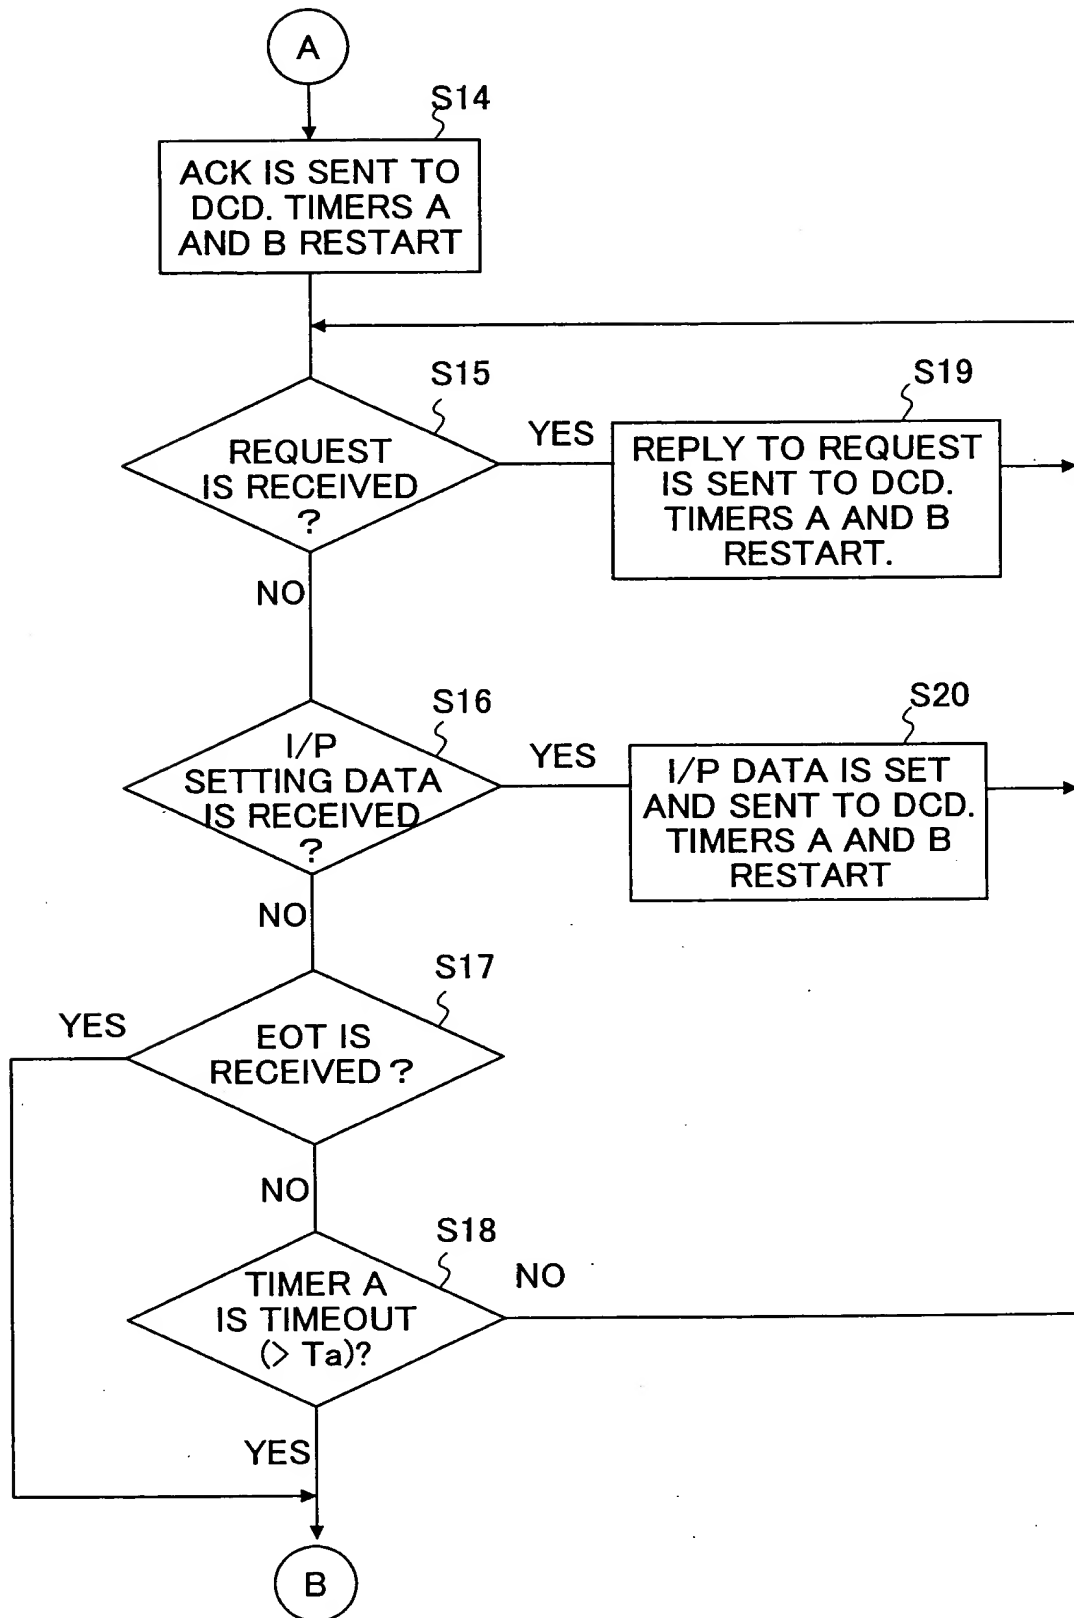 A
S14
ACK IS SENT TO
DCD. TIMERS A
AND B RESTART
S15
REQUEST
IS RECEIVED
?
YES
S19
REPLY TO REQUEST
IS SENT TO DCD.
TIMERS A AND B
RESTART.
NO
S16
I/P
SETTING DATA
IS RECEIVED
?
YES
S20
I/P DATA IS SET
AND SENT TO DCD.
TIMERS A AND B
RESTART
NO
S17
EOT IS
RECEIVED ?
YES
NO
S18
TIMER A
IS TIMEOUT
(> Ta)?
NO
YES
B